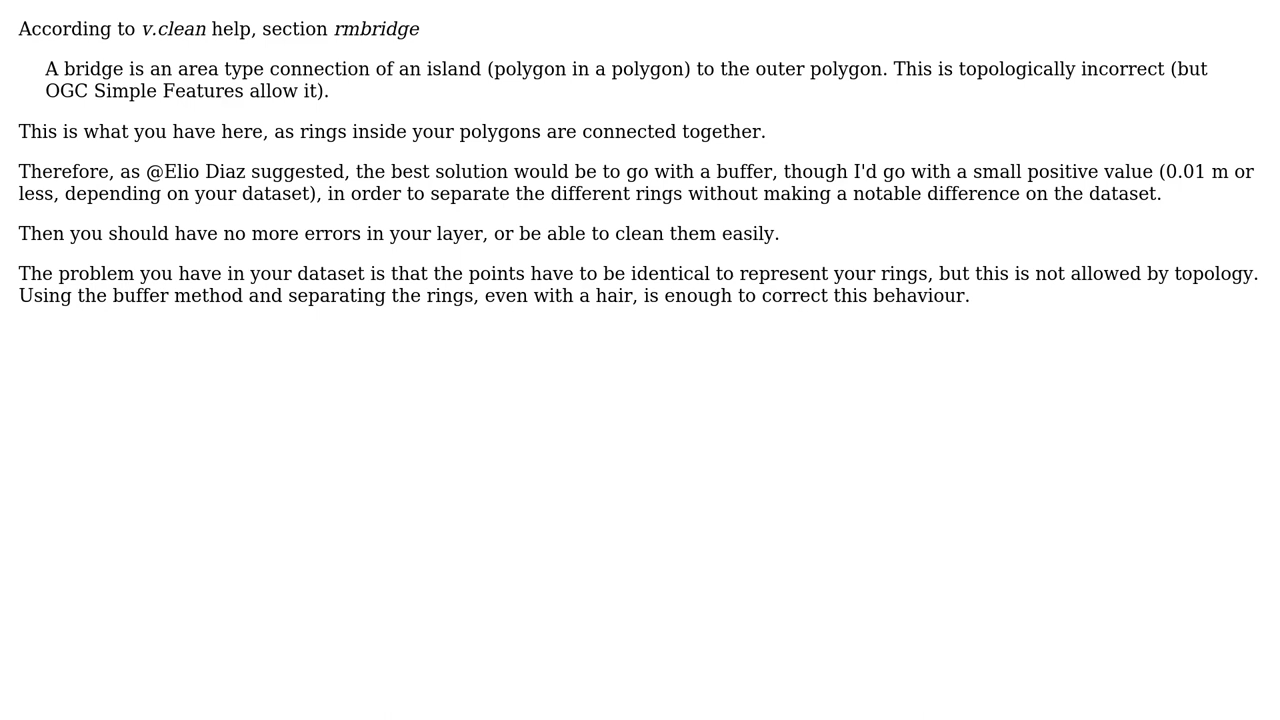 According to v.clean help, section rmbridge
A bridge is an area type connection of an island (polygon in a polygon) to the outer polygon. This is topologically incorrect (but
OGC Simple Features allow it).
This is what you have here, as rings inside your polygons are connected together.
Therefore, as @Elio Diaz suggested, the best solution would be to go with a buffer, though I'd go with a small positive value (0.01 m or
less, depending on your dataset), in order to separate the different rings without making a notable difference on the dataset.
Then you should have no more errors in your layer, or be able to clean them easily.
The problem you have in your dataset is that the points have to be identical to represent your rings, but this is not allowed by topology.
Using the buffer method and separating the rings, even with a hair, is enough to correct this behaviour.